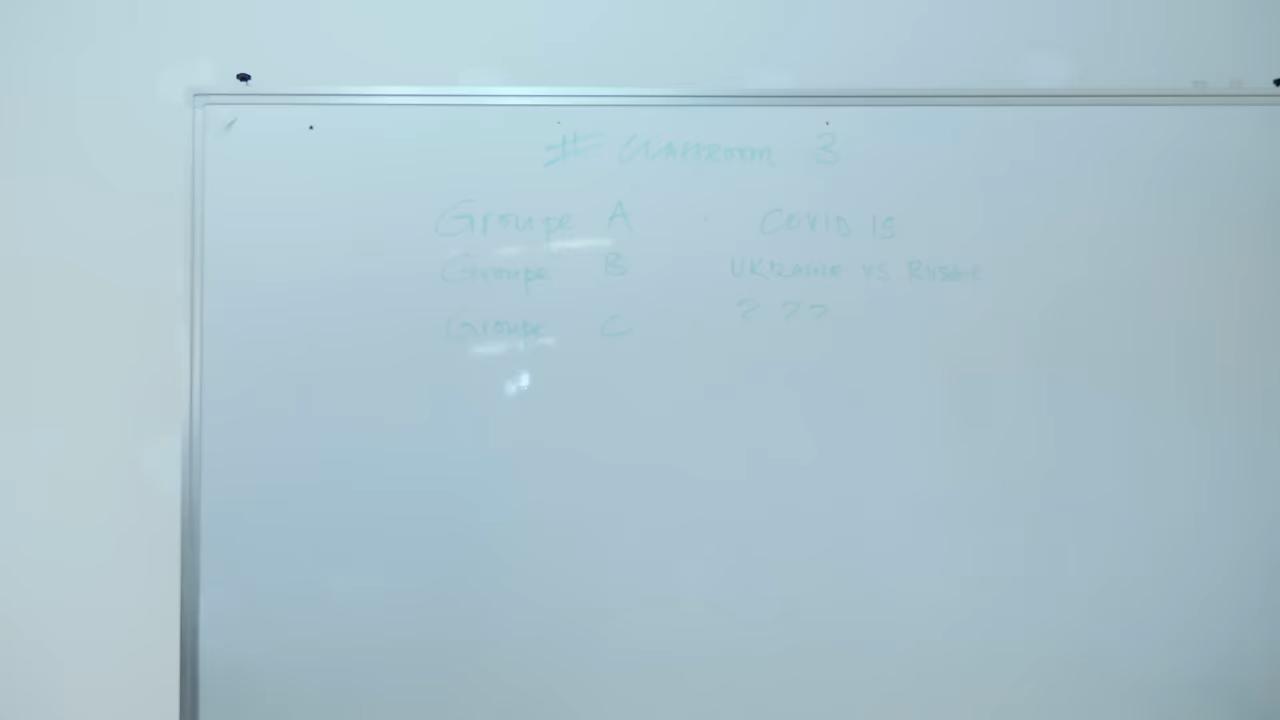 # Classroom 3
Groupe A Covid 19
Groupe B UKRAINE VS RUSSIE
Groupe C ? ? ?